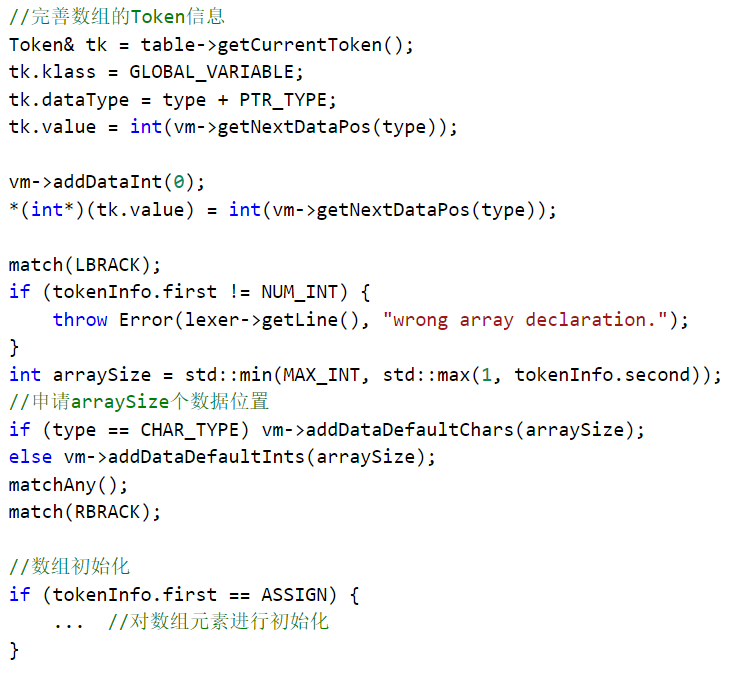 //完善数组的Token信息
Token& tk = table->getCurrentToken();
tk.klass = GLOBAL_VARIABLE;
tk.dataType = type + PTR_TYPE;
tk.value = int(vm->getNextDataPos(type));

vm->addDataInt(0);
*(int*)(tk.value) = int(vm->getNextDataPos(type));

match(LBRACK);
if (tokenInfo.first != NUM_INT) {
    throw Error(lexer->getLine(), "wrong array declaration.");
}
int arraySize = std::min(MAX_INT, std::max(1, tokenInfo.second));
//申请arraySize个数据位置
if (type == CHAR_TYPE) vm->addDataDefaultChars(arraySize);
else vm->addDataDefaultInts(arraySize);
matchAny();
match(RBRACK);

//数组初始化
if (tokenInfo.first == ASSIGN) {
    ...  //对数组元素进行初始化
}